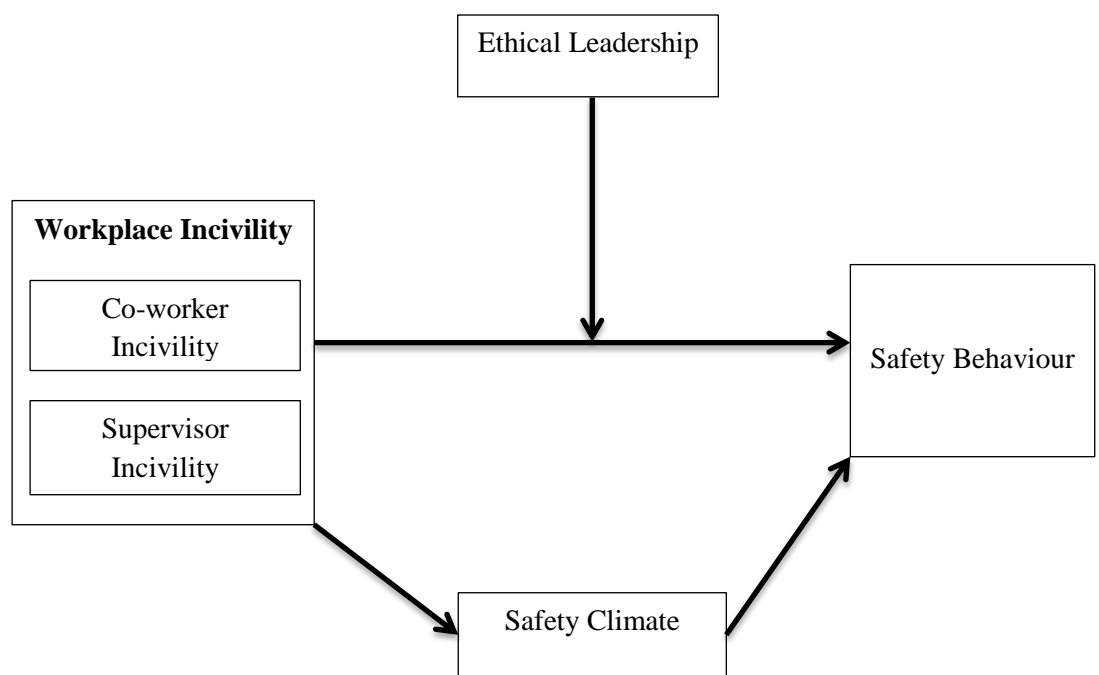 Ethical Leadership
Workplace Incivility
Co-worker
Incivility
Supervisor
Incivility
Safety Behaviour
Safety Climate